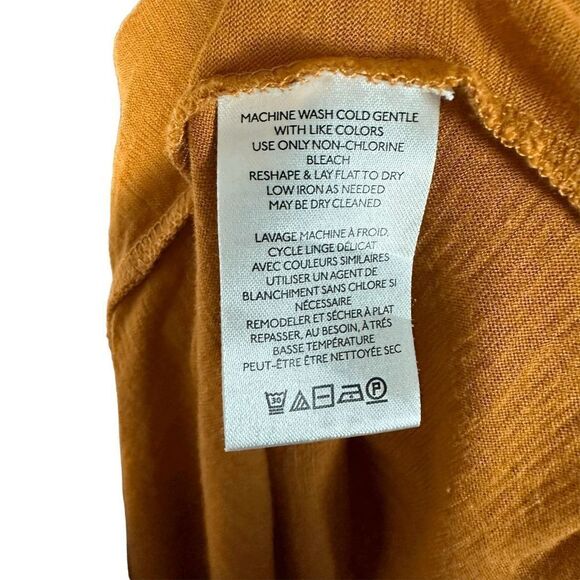 MACHINE WASH COLD GENTLE
WITH LIKE COLORS
USE ONLY NON-CHLORINE
BLEACH
RESHAPE & LAY FLAT TO DRY
LOW IRON AS NEEDED
MAY BE DRY CLEANED
LAVAGE MACHINE À FROID,
CYCLE LINGE DÉLICAT
AVEC COULEURS SIMILAIRES
UTILISER UN AGENT DE
BLANCHIMENT SANS CHLORE SI
NÉCESSAIRE
REMODELER ET SÉCHER À PLAT
REPASSER, AU BESOIN, À TRÉS
BASSE TEMPÉRATURE
PEUT-ÊTRE ÊTRE NETTOYÉE SEC
30 P